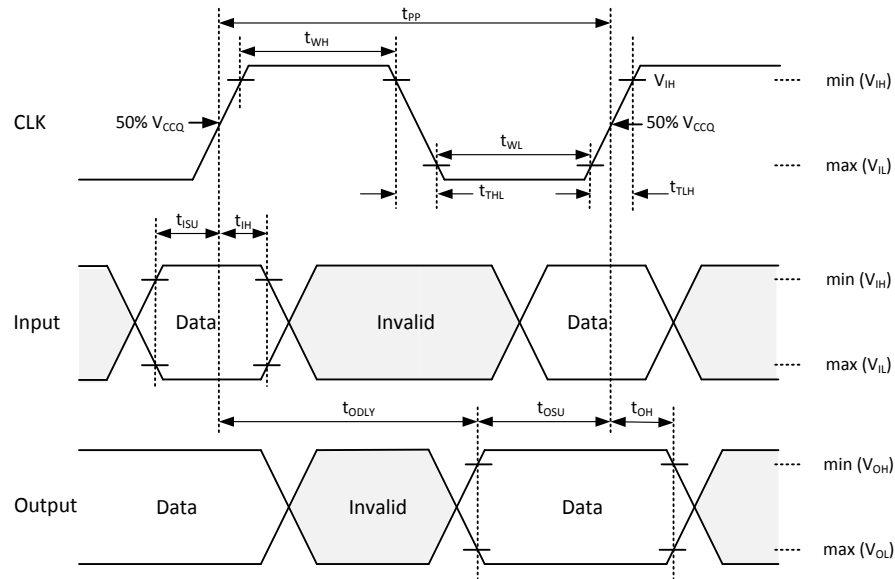 tPP
tWH
VIH
min (VIH)
CLK
50% VCCQ
50% VCCQ
tWL
max (VIL)
tTHL
tTLH
tISU
tIH
min (VIH)
Input
Data
Invalid
Data
max (VIL)
tODLY
tOSU
tOH
min (VOH)
Output
Data
Invalid
Data
max (VOL)